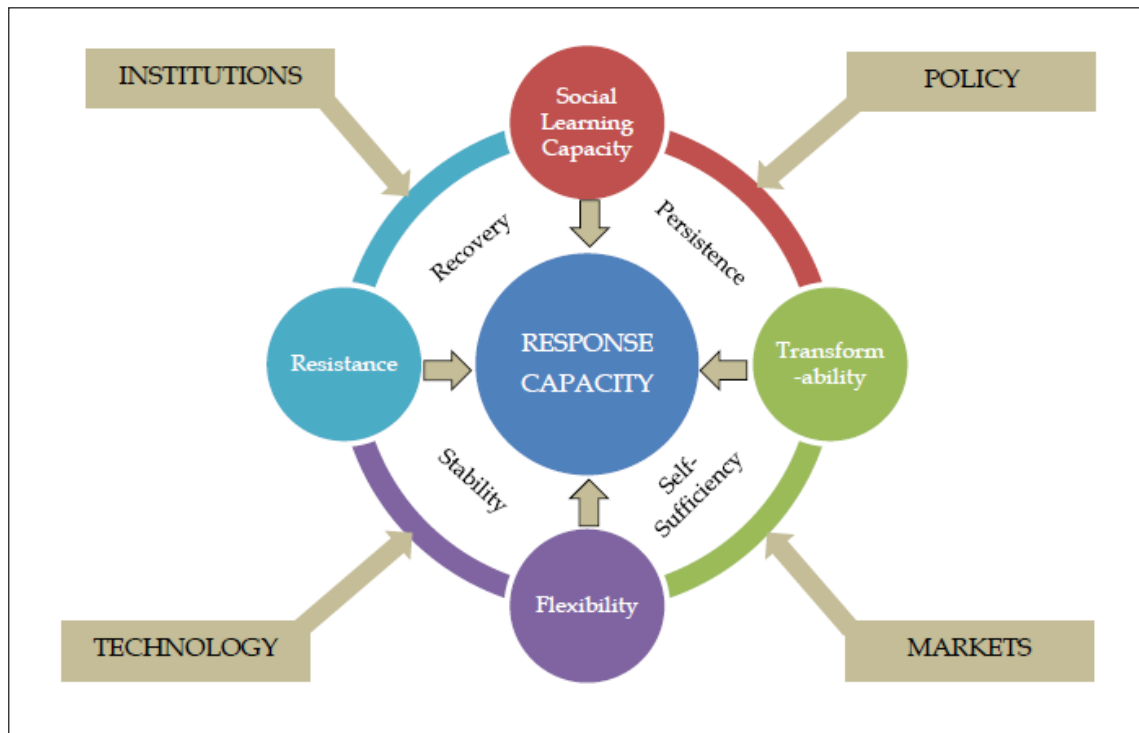 INSTITUTIONS
POLICY
Social
Learning
Capacity
Recovery
Persistence
Resistance
RESPONSE
CAPACITY
Transform
-ability
Stability
Self-
Sufficiency
Flexibility
TECHNOLOGY
MARKETS